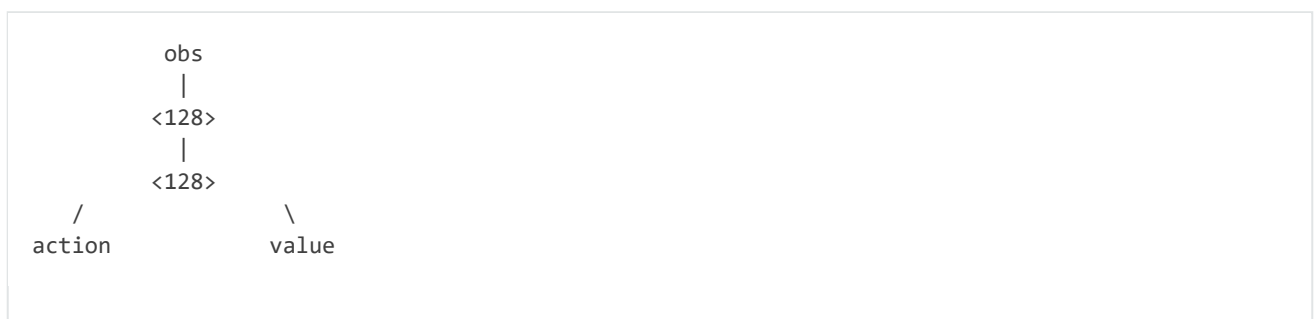 obs
|
<128>
|
<128>
/ \
action value